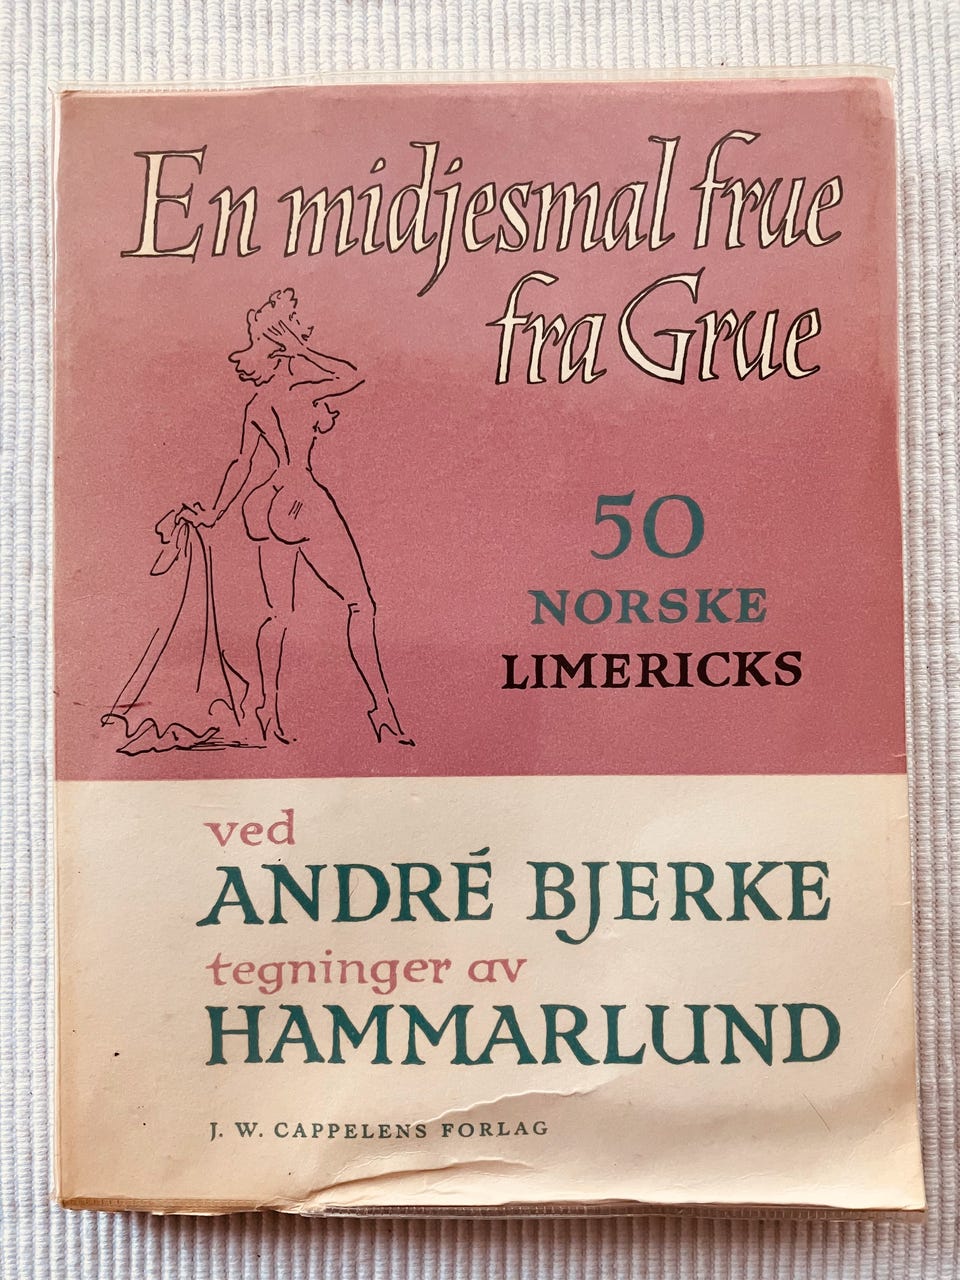 En midjesmal frue
fra Grue
50
NORSKE
LIMERICKS
ved
ANDRÉ BJERKE
tegninger av
HAMMARLUND
J. W. CAPPELENS FORLAG